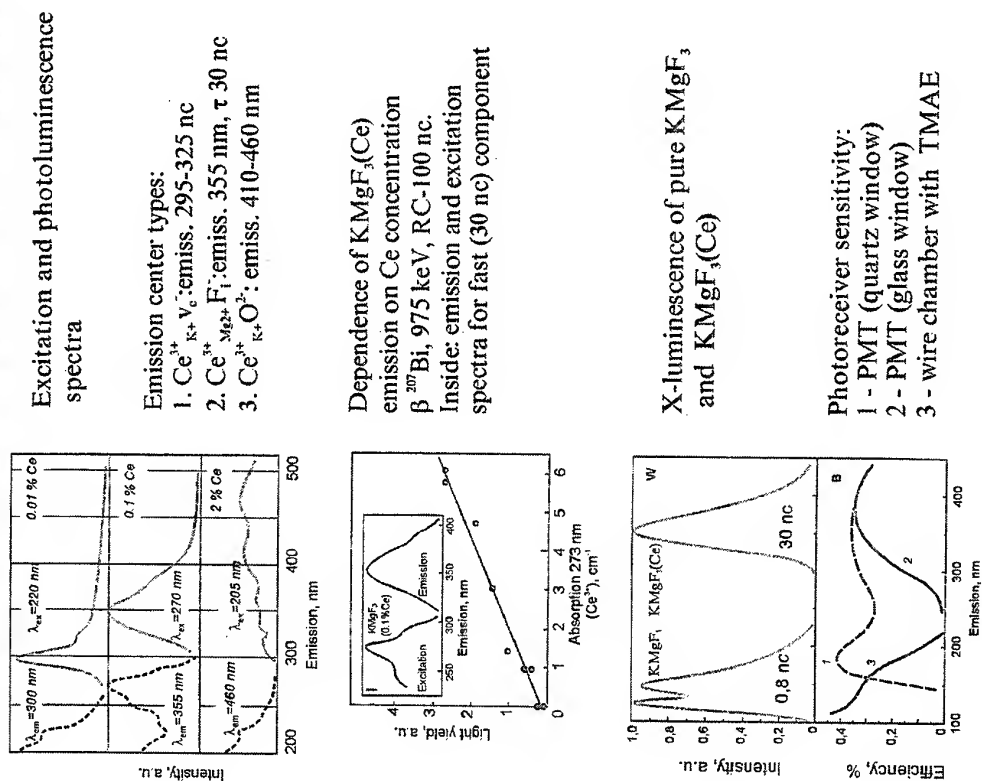 Excitation and photoluminescence
spectra
Emission center types:
1. Ce³⁺K⁺ vc⁻:emiss. 295-325 nc
2. Ce³⁺Mg²⁺Fi⁻:emiss. 355 nm, τ 30 nc
3. Ce³⁺K⁺O²⁻: emiss. 410-460 nm
Intensity, a.u.
λem=300 nm
λex=220 nm
0.01 % Ce
λem=355 nm
λex=270 nm
0.1 % Ce
λem=460 nm
λex=205 nm
2 % Ce
200
300
400
500
Emission, nm
Dependence of KMgF₃(Ce)
emission on Ce concentration
β ²⁰⁷Bi, 975 keV, RC-100 nc.
Inside: emission and excitation
spectra for fast (30 nc) component
Light yield, a.u.
4
3
2
1
0
I
KMgF₃
(0.1%Ce)
Excitation
Emission
250
300
350
400
Emission, nm
0
1
2
3
4
5
6
Absorption 273 nm
(Ce³⁺), cm⁻¹
X-luminescence of pure KMgF₃
and KMgF₃(Ce)
Intensity, a.u.
1,0
0,8
0,6
0,4
0,2
0
KMgF₃
KMgF₃(Ce)
W
0,8 nc
30 nc
Photoreceiver sensitivity:
1 - PMT (quartz window)
2 - PMT (glass window)
3 - wire chamber with TMAE
Efficiency, %
0,4
0,2
0
B
1
2
3
100
200
300
400
Emission, nm